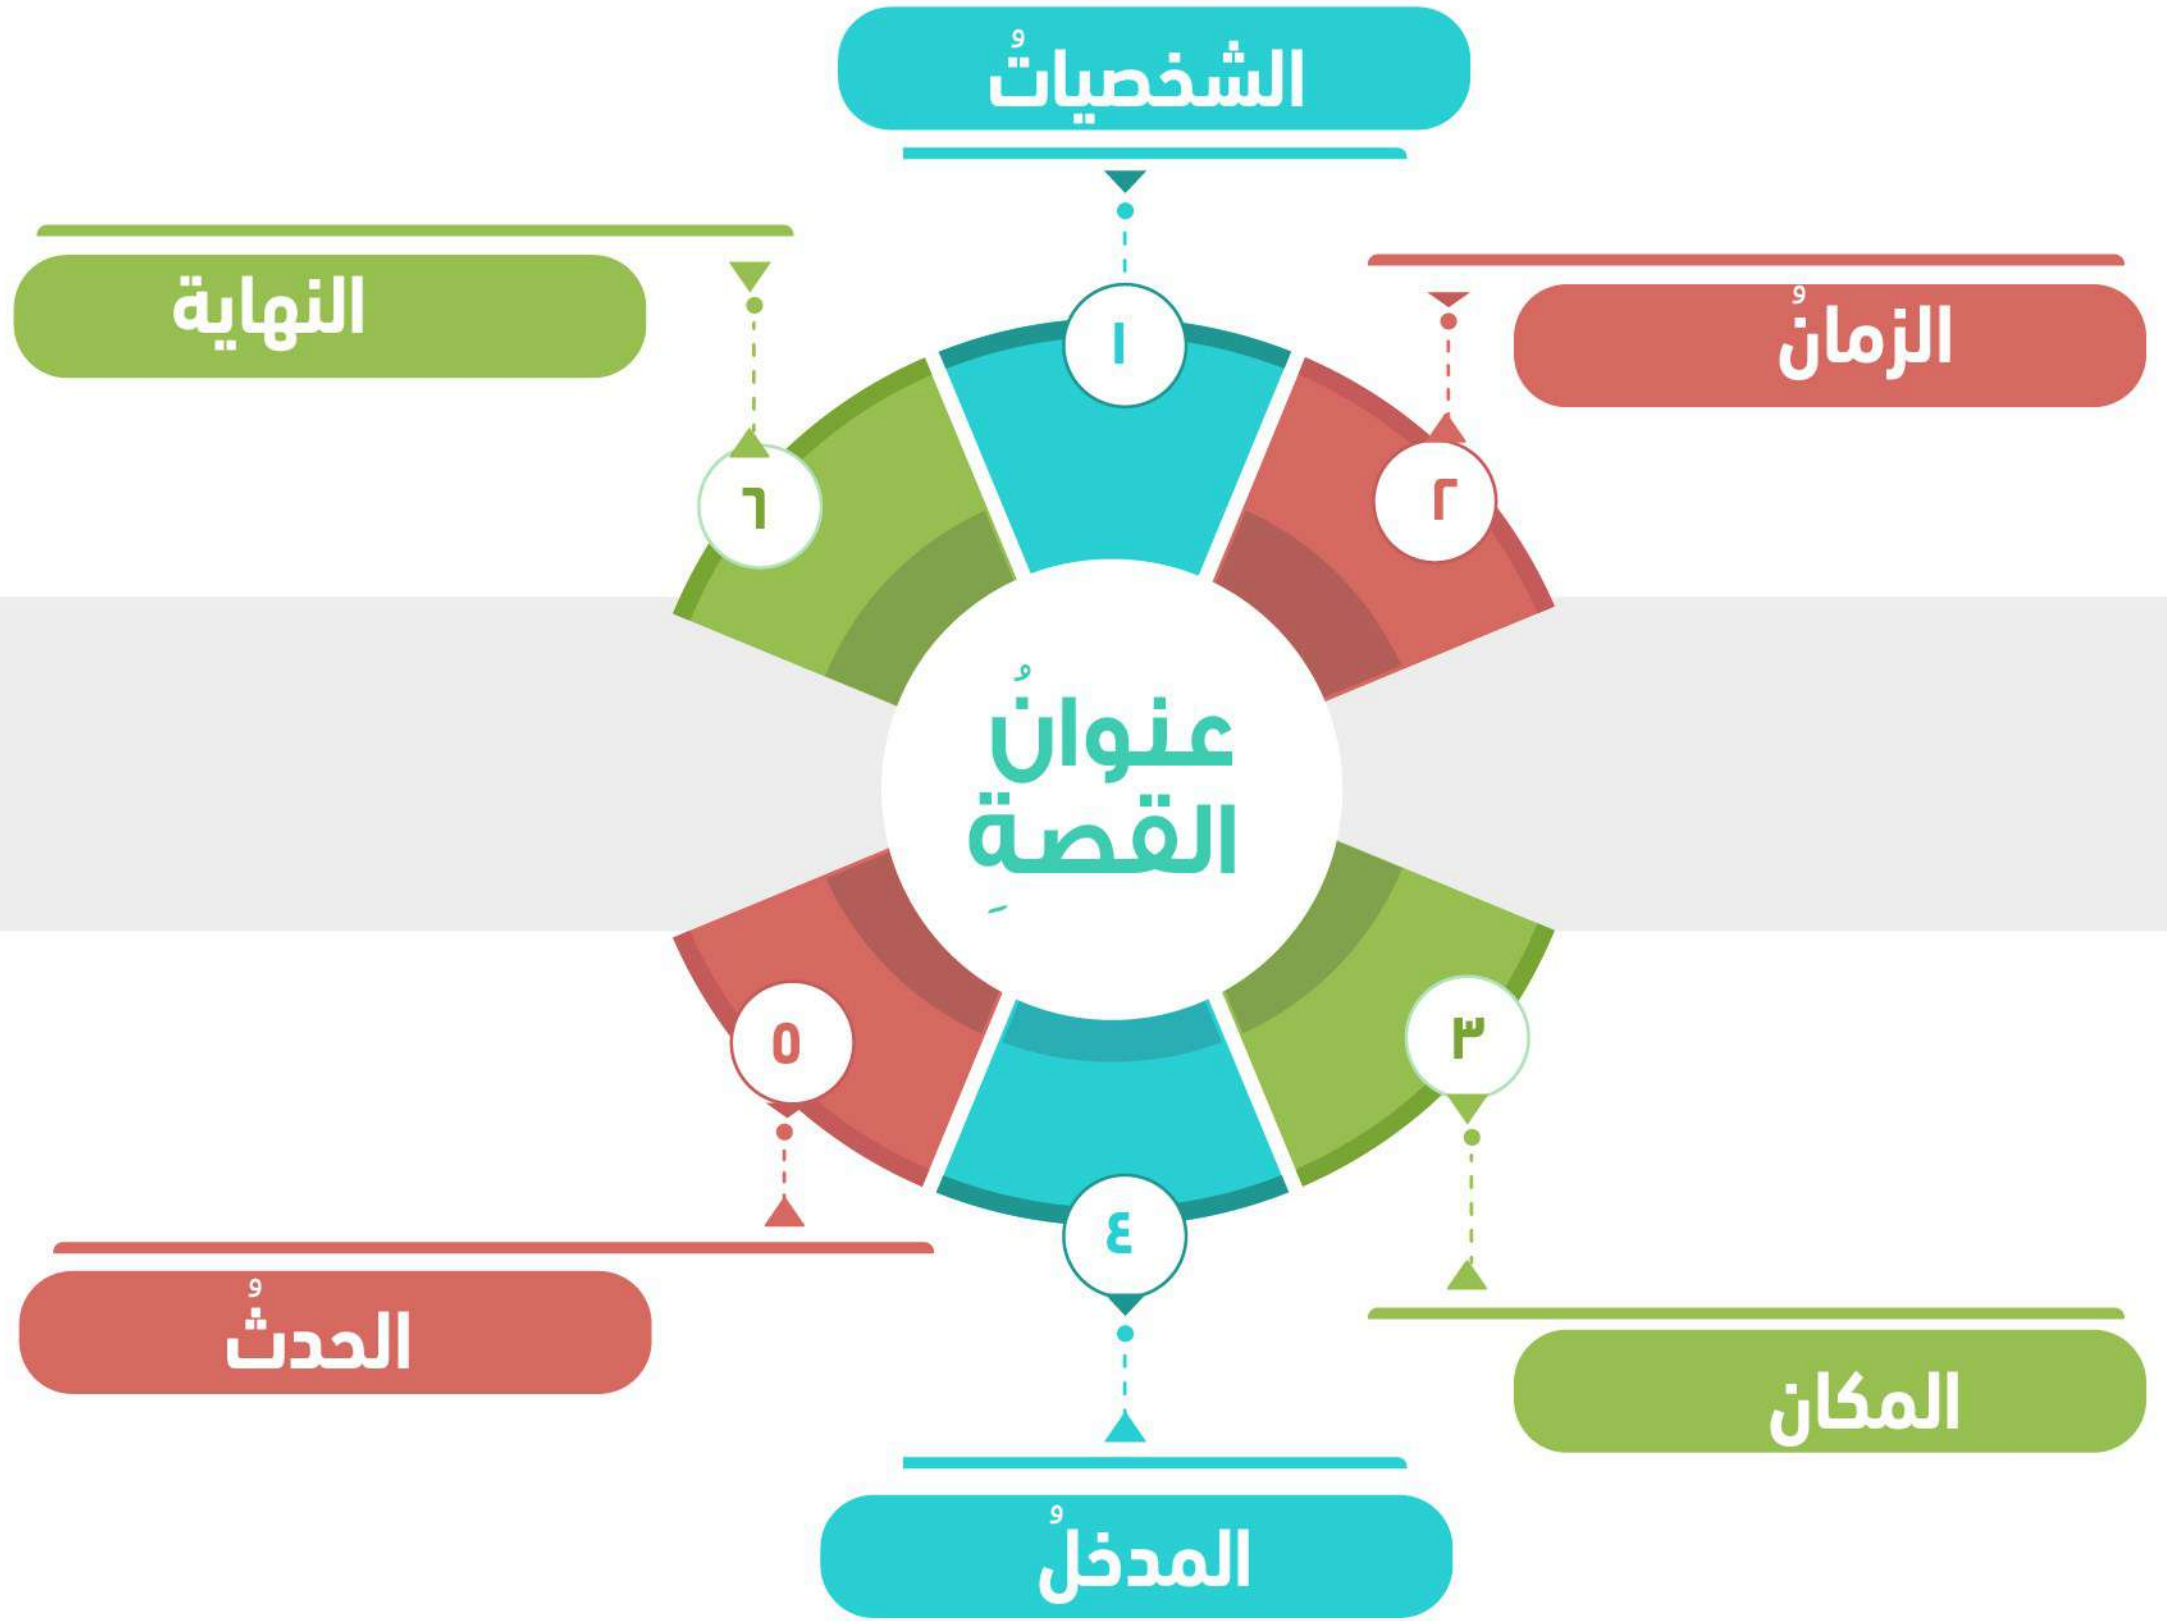 الشخصياتُ
١
الزمانُ
٢
المكان
٣
المدخلُ
٤
الحدثُ
٥
النهاية
٦
عنوانُ
القصةِ